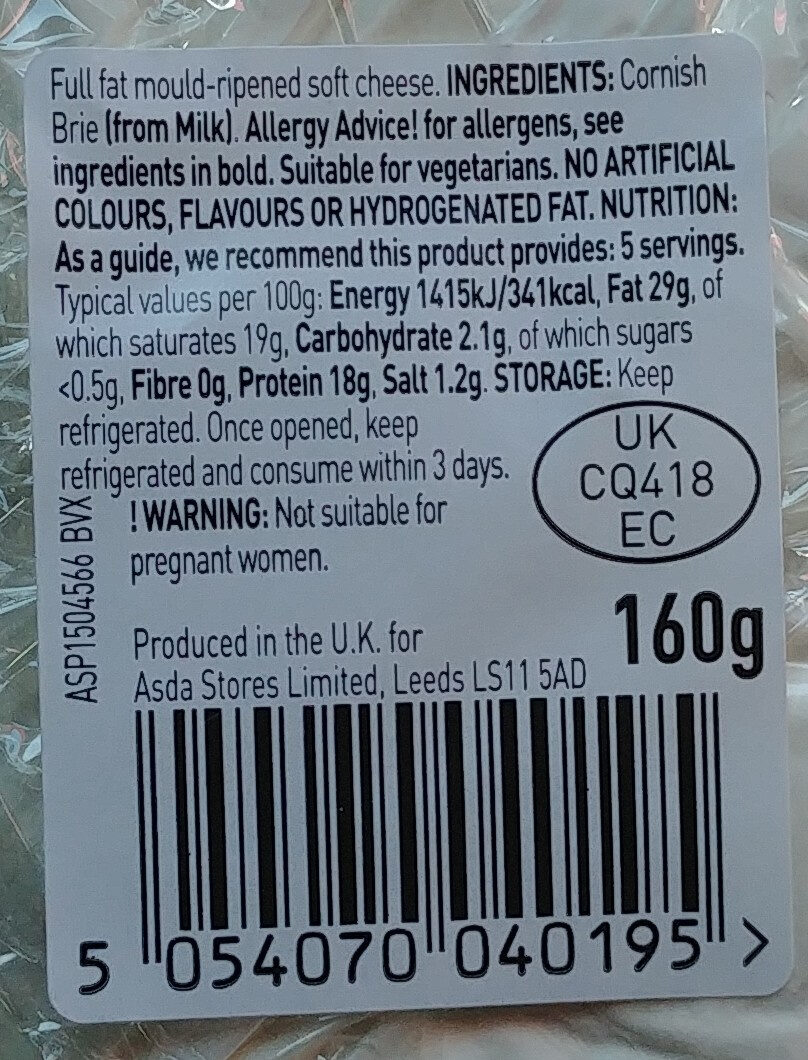 Full fat mould-ripened soft cheese. INGREDIENTS: Cornish
Brie (from Milk). Allergy Advice! for allergens, see
ingredients in bold. Suitable for vegetarians. NO ARTIFICIAL
COLOURS, FLAVOURS OR HYDROGENATED FAT. NUTRITION:
As a guide, we recommend this product provides: 5 servings.
Typical values per 100g: Energy 1415kJ/341kcal, Fat 29g, of
which saturates 19g, Carbohydrate 2.1g, of which sugars
<0.5g, Fibre 0g, Protein 18g, Salt 1.2g. STORAGE: Keep
refrigerated. Once opened, keep
refrigerated and consume within 3 days.
! WARNING: Not suitable for
pregnant women.
UK
CQ418
EC
ASP1504566 BVX
160g
Produced in the U.K. for
Asda Stores Limited, Leeds LS11 5AD
5 054070 040195 >